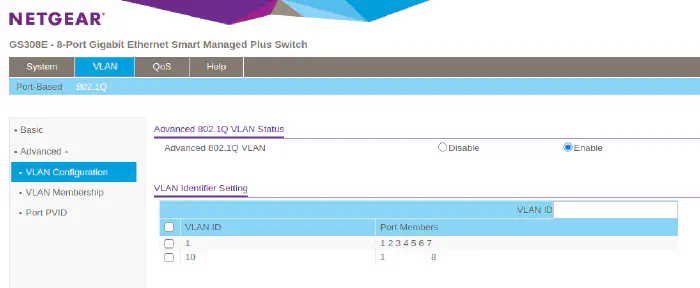 NETGEAR®
GS308E - 8-Port Gigabit Ethernet Smart Managed Plus Switch
System VLAN QoS Help
Port-Based 802.1Q
Basic
Advanced
VLAN Configuration
VLAN Membership
Port PVID
Advanced 802.1Q VLAN Status
Advanced 802.1Q VLAN Disable Enable
VLAN Identifier Setting
VLAN ID
VLAN ID Port Members
1 1 2 3 4 5 6 7
10 1 8